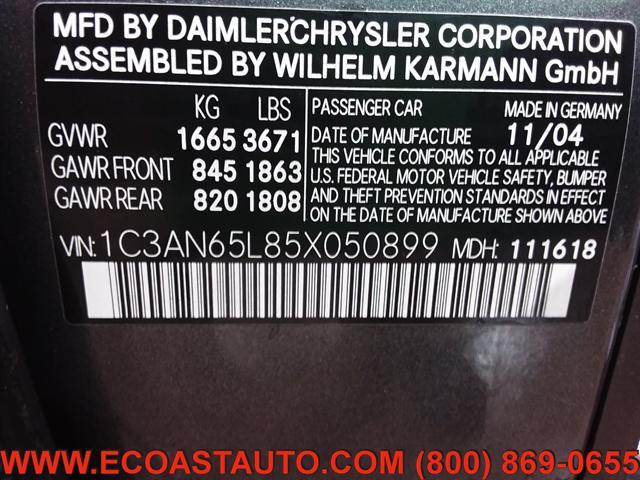 MFD BY DAIMLERCHRYSLER CORPORATION
ASSEMBLED BY WILHELM KARMANN GmbH
KG LBS
GVWR 1665 3671
GAWR FRONT 845 1863
GAWR REAR 820 1808
PASSENGER CAR MADE IN GERMANY
DATE OF MANUFACTURE 11/04
THIS VEHICLE CONFORMS TO ALL APPLICABLE
U.S. FEDERAL MOTOR VEHICLE SAFETY, BUMPER
AND THEFT PREVENTION STANDARDS IN EFFECT
ON THE DATE OF MANUFACTURE SHOWN ABOVE.
VIN: 1C3AN65L85X050899 MDH: 111618
WWW.ECOASTAUTO.COM (800) 869-0655